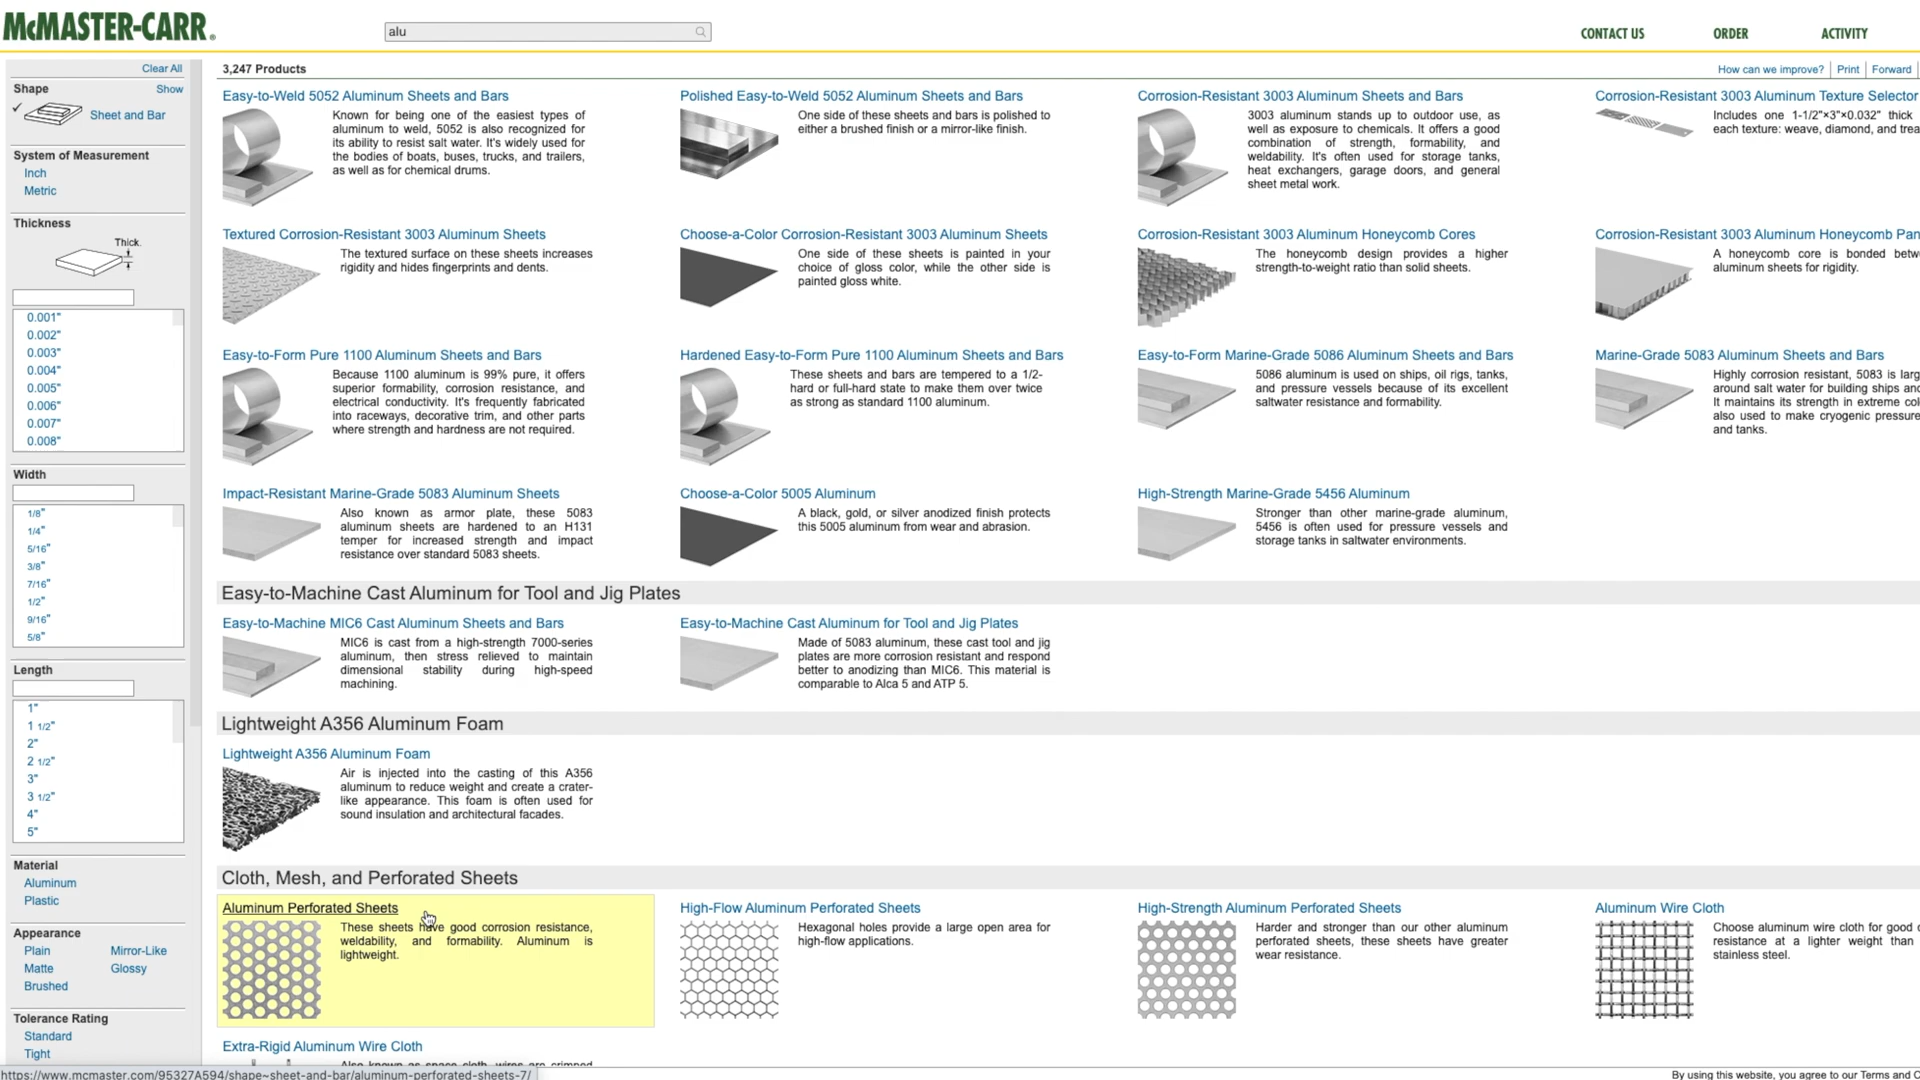 McMASTER-CARR®
alu
CONTACT US
ORDER
ACTIVITY
Clear All
Shape
Show
Sheet and Bar
System of Measurement
Inch
Metric
Thickness
Thick.
0.001"
0.002"
0.003"
0.004"
0.005"
0.006"
0.007"
0.008"
Width
1/8"
1/4"
5/16"
3/8"
7/16"
1/2"
9/16"
5/8"
Length
1"
1 1/2"
2"
2 1/2"
3"
3 1/2"
4"
5"
Material
Aluminum
Plastic
Appearance
Plain
Mirror-Like
Matte
Glossy
Brushed
Tolerance Rating
Standard
Tight
3,247 Products
How can we improve?
Print
Forward
Easy-to-Weld 5052 Aluminum Sheets and Bars
Known for being one of the easiest types of
aluminum to weld, 5052 is also recognized for
its ability to resist salt water. It's widely used for
the bodies of boats, buses, trucks, and trailers,
as well as for chemical drums.
Polished Easy-to-Weld 5052 Aluminum Sheets and Bars
One side of these sheets and bars is polished to
either a brushed finish or a mirror-like finish.
Corrosion-Resistant 3003 Aluminum Sheets and Bars
3003 aluminum stands up to outdoor use, as
well as exposure to chemicals. It offers a good
combination of strength, formability, and
weldability. It's often used for storage tanks,
heat exchangers, garage doors, and general
sheet metal work.
Corrosion-Resistant 3003 Aluminum Texture Selector
Includes one 1-1/2"×3"×0.032" thick
each texture: weave, diamond, and trea
Textured Corrosion-Resistant 3003 Aluminum Sheets
The textured surface on these sheets increases
rigidity and hides fingerprints and dents.
Choose-a-Color Corrosion-Resistant 3003 Aluminum Sheets
One side of these sheets is painted in your
choice of gloss color, while the other side is
painted gloss white.
Corrosion-Resistant 3003 Aluminum Honeycomb Cores
The honeycomb design provides a higher
strength-to-weight ratio than solid sheets.
Corrosion-Resistant 3003 Aluminum Honeycomb Pan
A honeycomb core is bonded betwe
aluminum sheets for rigidity.
Easy-to-Form Pure 1100 Aluminum Sheets and Bars
Because 1100 aluminum is 99% pure, it offers
superior formability, corrosion resistance, and
electrical conductivity. It's frequently fabricated
into raceways, decorative trim, and other parts
where strength and hardness are not required.
Hardened Easy-to-Form Pure 1100 Aluminum Sheets and Bars
These sheets and bars are tempered to a 1/2-
hard or full-hard state to make them over twice
as strong as standard 1100 aluminum.
Easy-to-Form Marine-Grade 5086 Aluminum Sheets and Bars
5086 aluminum is used on ships, oil rigs, tanks,
and pressure vessels because of its excellent
saltwater resistance and formability.
Marine-Grade 5083 Aluminum Sheets and Bars
Highly corrosion resistant, 5083 is larg
around salt water for building ships and
It maintains its strength in extreme col
also used to make cryogenic pressure
and tanks.
Impact-Resistant Marine-Grade 5083 Aluminum Sheets
Also known as armor plate, these 5083
aluminum sheets are hardened to an H131
temper for increased strength and impact
resistance over standard 5083 sheets.
Choose-a-Color 5005 Aluminum
A black, gold, or silver anodized finish protects
this 5005 aluminum from wear and abrasion.
High-Strength Marine-Grade 5456 Aluminum
Stronger than other marine-grade aluminum,
5456 is often used for pressure vessels and
storage tanks in saltwater environments.
Easy-to-Machine Cast Aluminum for Tool and Jig Plates
Easy-to-Machine MIC6 Cast Aluminum Sheets and Bars
MIC6 is cast from a high-strength 7000-series
aluminum, then stress relieved to maintain
dimensional stability during high-speed
machining.
Easy-to-Machine Cast Aluminum for Tool and Jig Plates
Made of 5083 aluminum, these cast tool and jig
plates are more corrosion resistant and respond
better to anodizing than MIC6. This material is
comparable to Alca 5 and ATP 5.
Lightweight A356 Aluminum Foam
Lightweight A356 Aluminum Foam
Air is injected into the casting of this A356
aluminum to reduce weight and create a crater-
like appearance. This foam is often used for
sound insulation and architectural facades.
Cloth, Mesh, and Perforated Sheets
Aluminum Perforated Sheets
These sheets have good corrosion resistance,
weldability, and formability. Aluminum is
lightweight.
High-Flow Aluminum Perforated Sheets
Hexagonal holes provide a large open area for
high-flow applications.
High-Strength Aluminum Perforated Sheets
Harder and stronger than our other aluminum
perforated sheets, these sheets have greater
wear resistance.
Aluminum Wire Cloth
Choose aluminum wire cloth for good c
resistance at a lighter weight than
stainless steel.
Extra-Rigid Aluminum Wire Cloth
Also known as space cloth, wires are crimped
https://www.mcmaster.com/95327A594/shape~sheet-and-bar/aluminum-perforated-sheets-7/
By using this website, you agree to our Terms and C